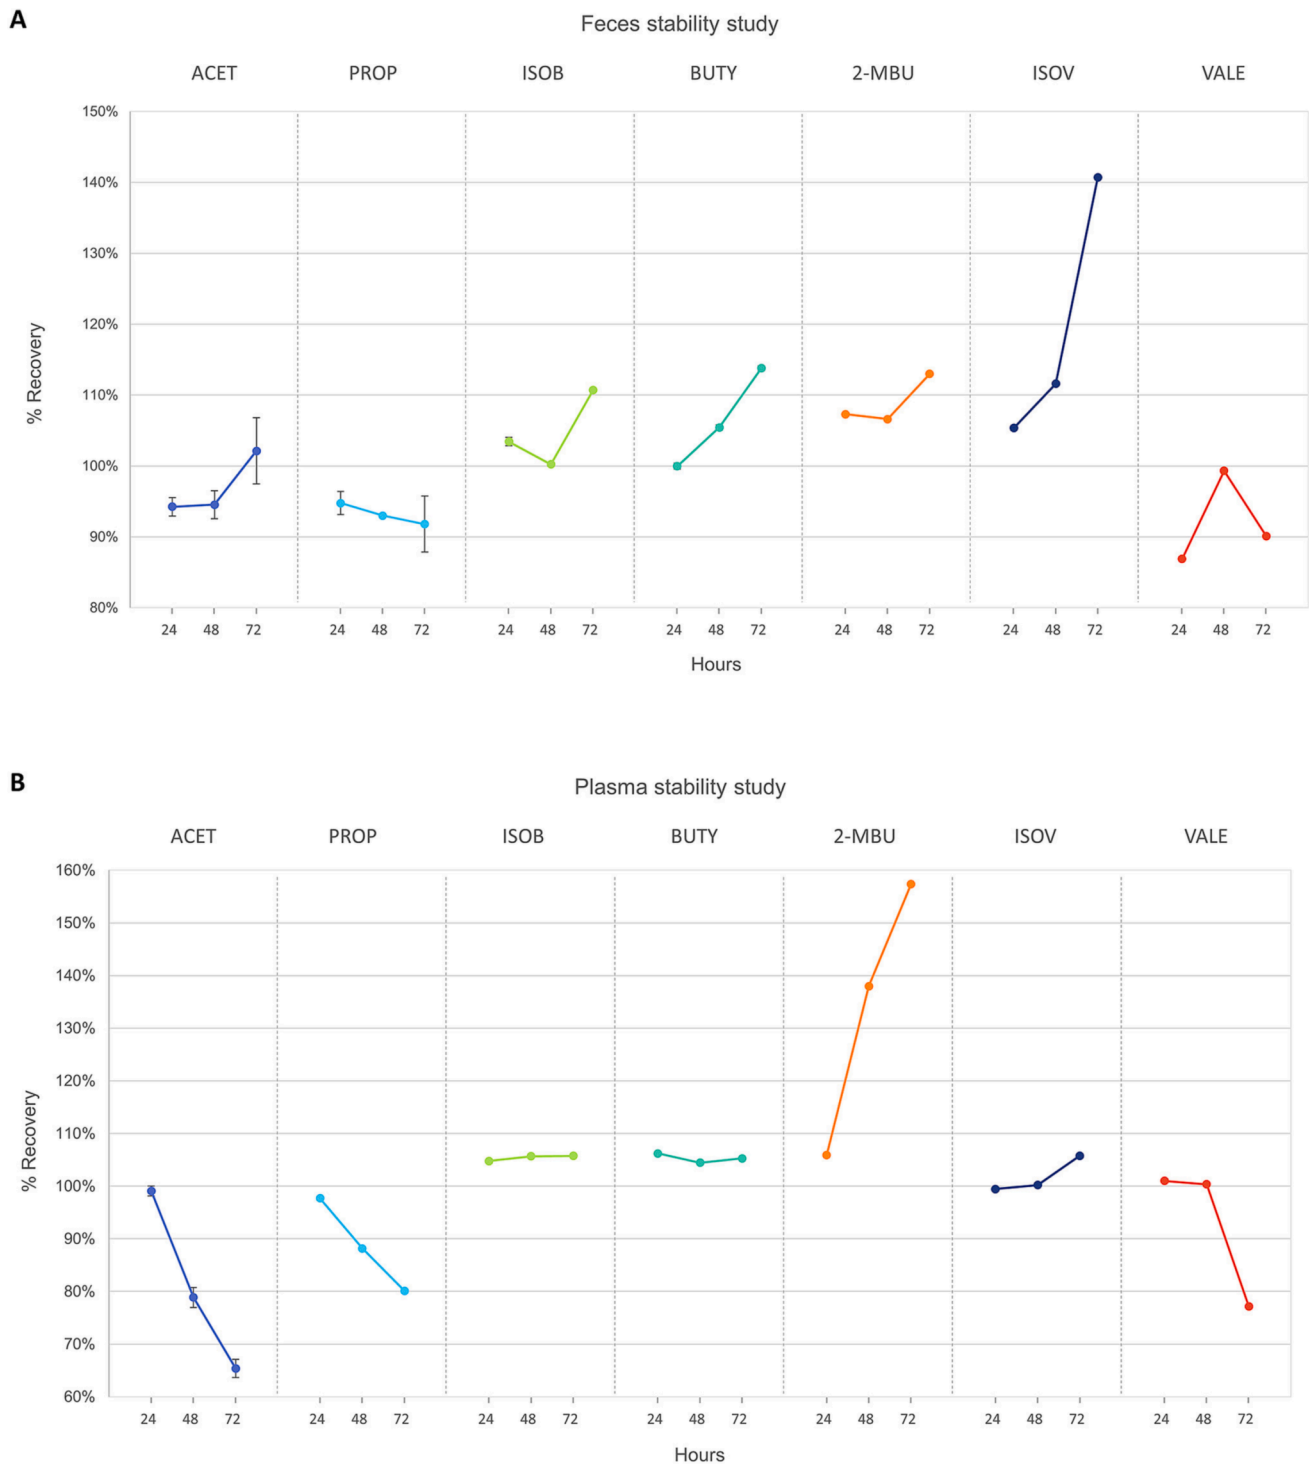 A
Feces stability study
ACET PROP ISOB BUTY 2-MBU ISOV VALE
150%
140%
130%
120%
110%
100%
90%
80%
% Recovery
24 48 72 24 48 72 24 48 72 24 48 72 24 48 72 24 48 72 24 48 72
Hours
B
Plasma stability study
ACET PROP ISOB BUTY 2-MBU ISOV VALE
160%
150%
140%
130%
120%
110%
100%
90%
80%
70%
60%
% Recovery
24 48 72 24 48 72 24 48 72 24 48 72 24 48 72 24 48 72 24 48 72
Hours